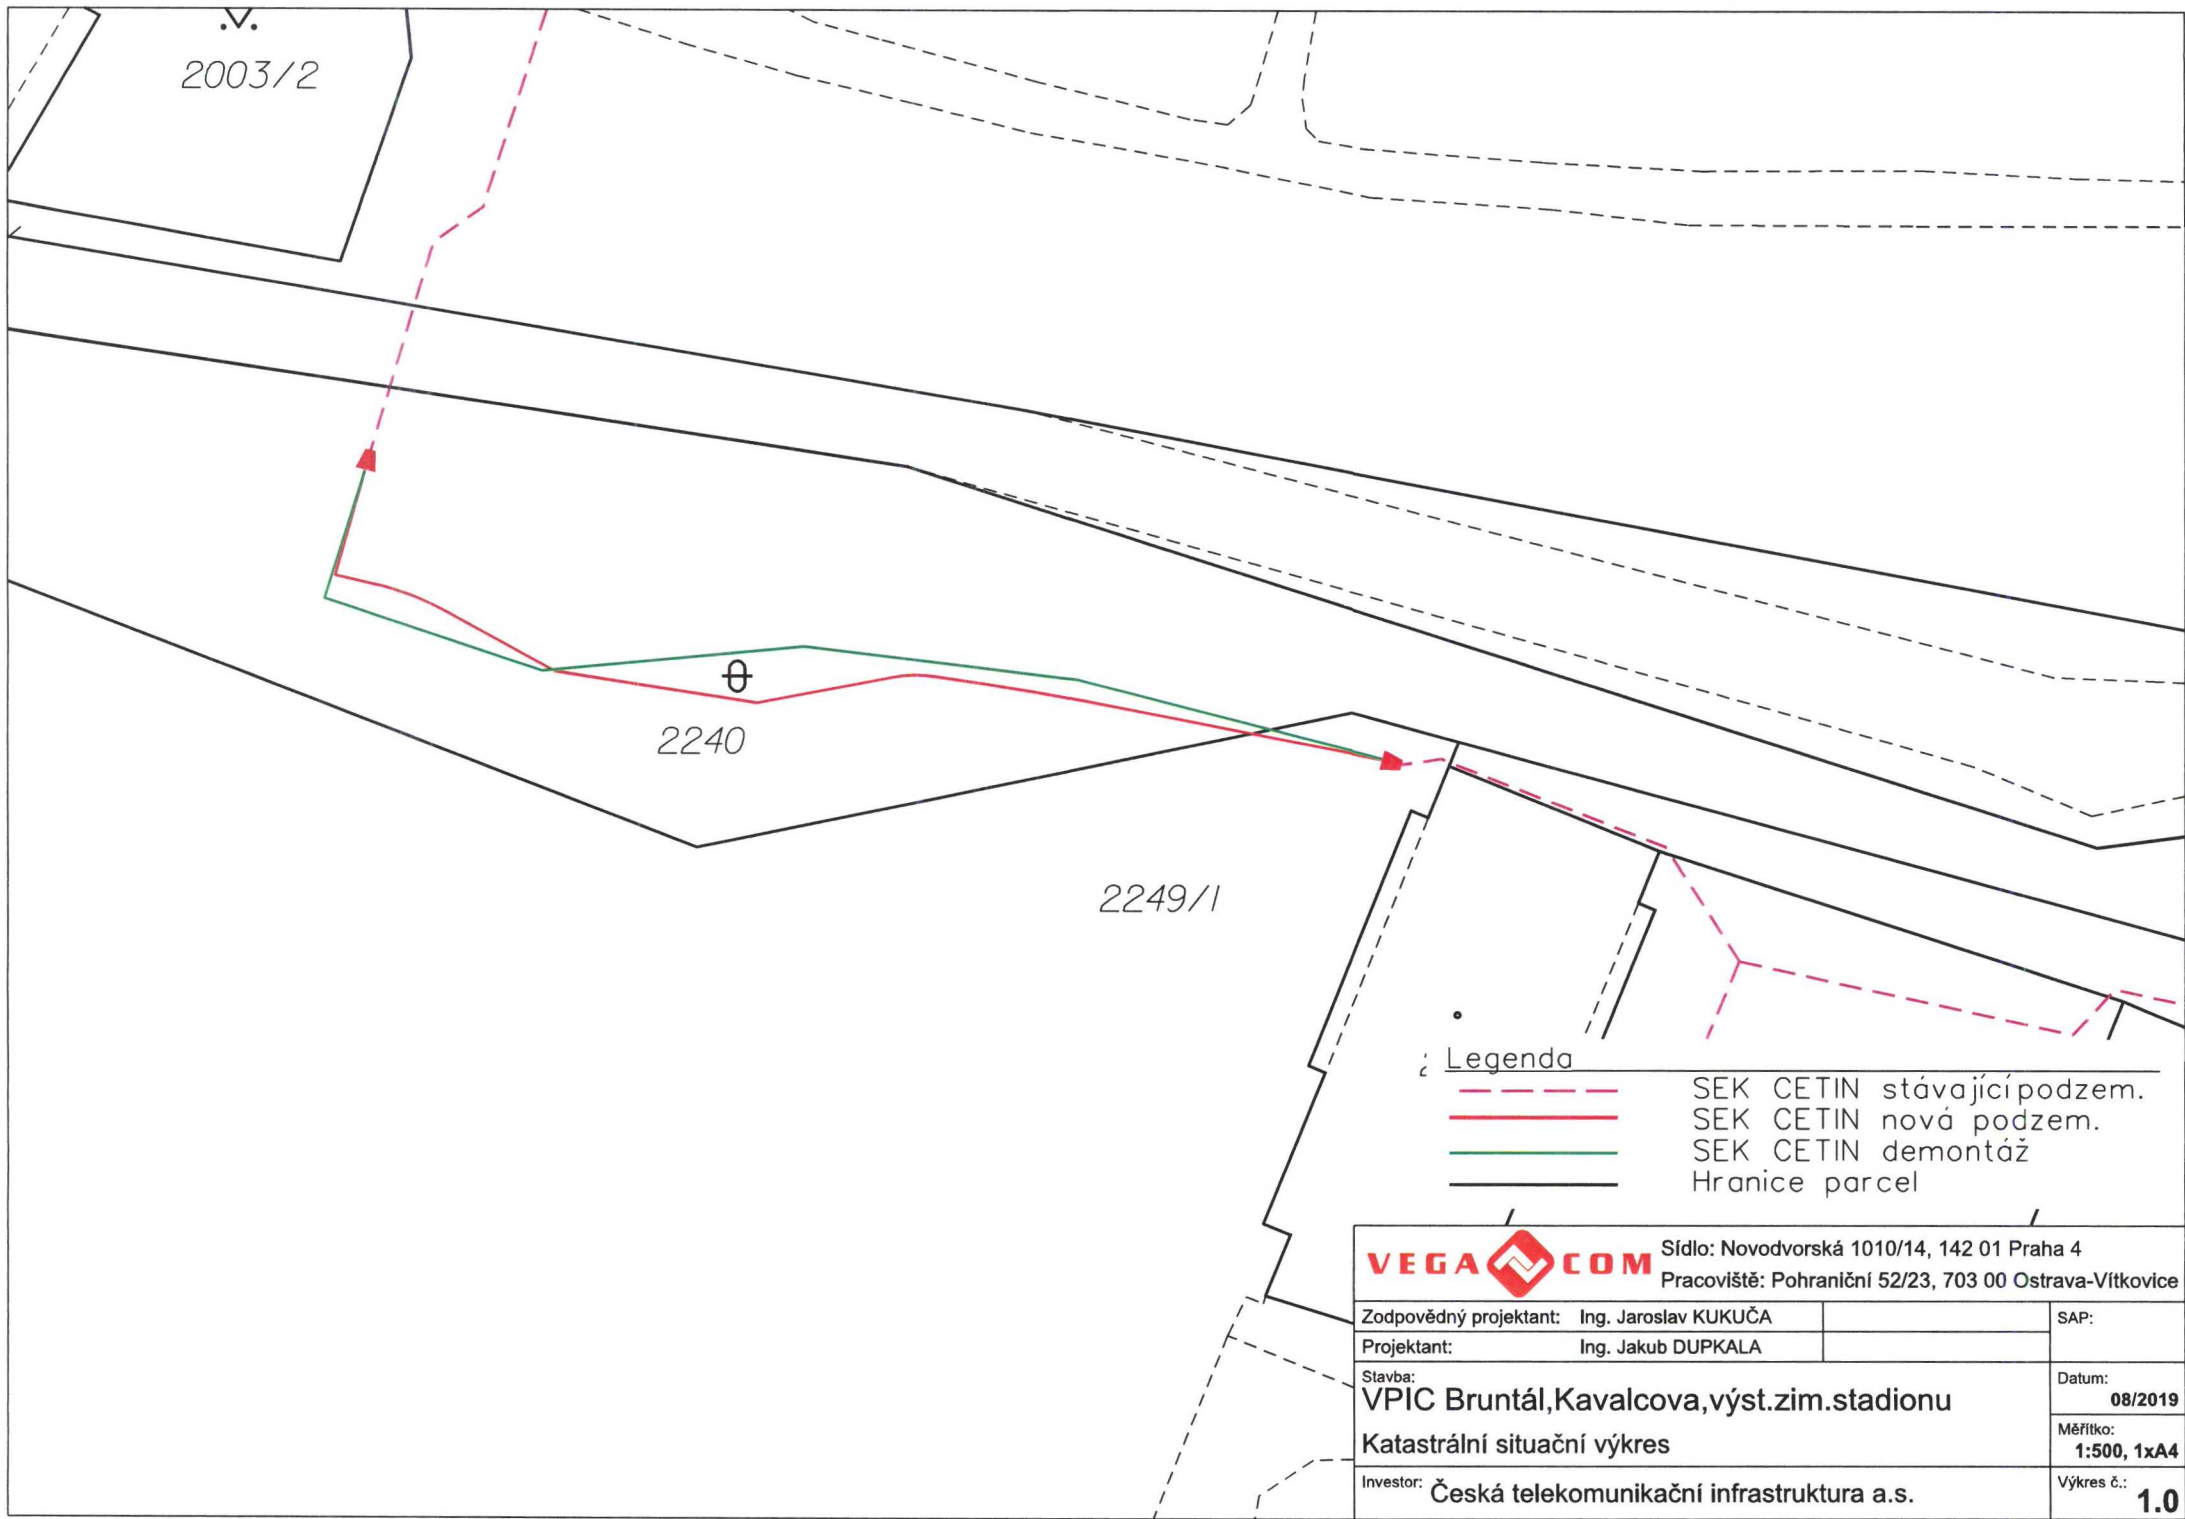 2003/2
2240
2249/1
Legenda
SEK CETIN stávající podzem.
SEK CETIN nová podzem.
SEK CETIN demontáž
Hranice parcel
VEGA COM
Sídlo: Novodvorská 1010/14, 142 01 Praha 4
Pracoviště: Pohraniční 52/23, 703 00 Ostrava-Vítkovice
Zodpovědný projektant: Ing. Jaroslav KUKUČA
SAP:
Projektant: Ing. Jakub DUPKALA
Stavba:
VPIC Bruntál,Kavalcova,výst.zim.stadionu
Datum:
08/2019
Katastrální situační výkres
Měřítko:
1:500, 1xA4
Investor: Česká telekomunikační infrastruktura a.s.
Výkres č.:
1.0